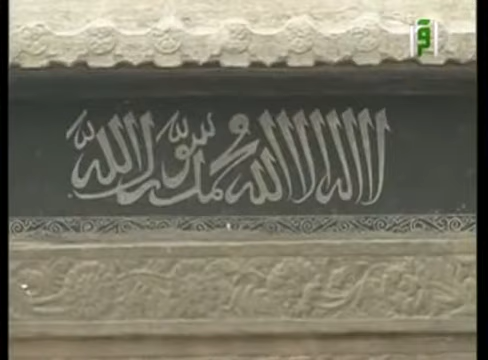 لا اله الا الله محمد رسول الله